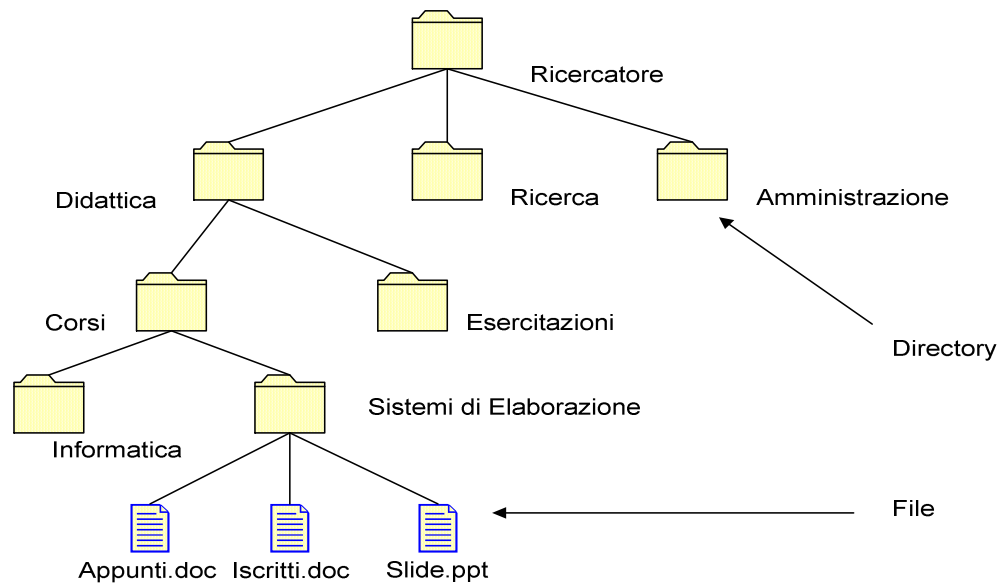 Ricercatore
Didattica
Ricerca
Amministrazione
Corsi
Esercitazioni
Directory
Informatica
Sistemi di Elaborazione
File
Appunti.doc
Iscritti.doc
Slide.ppt